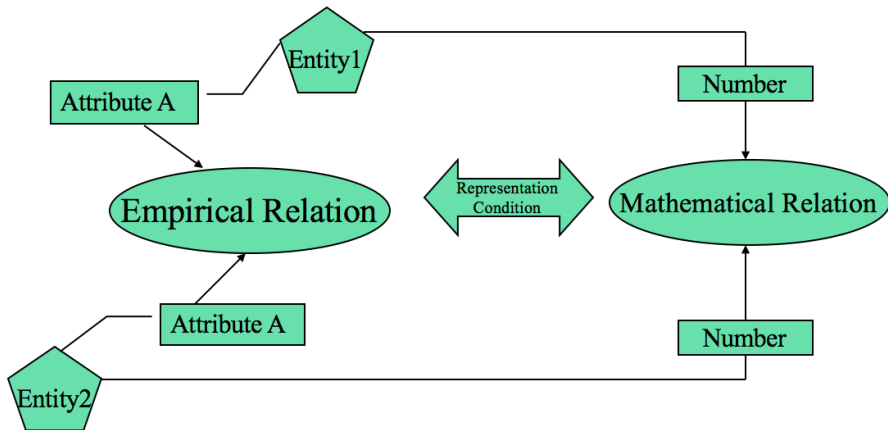 Entity1
Number
Attribute A
Empirical Relation
Representation
Condition
Mathematical Relation
Attribute A
Number
Entity2